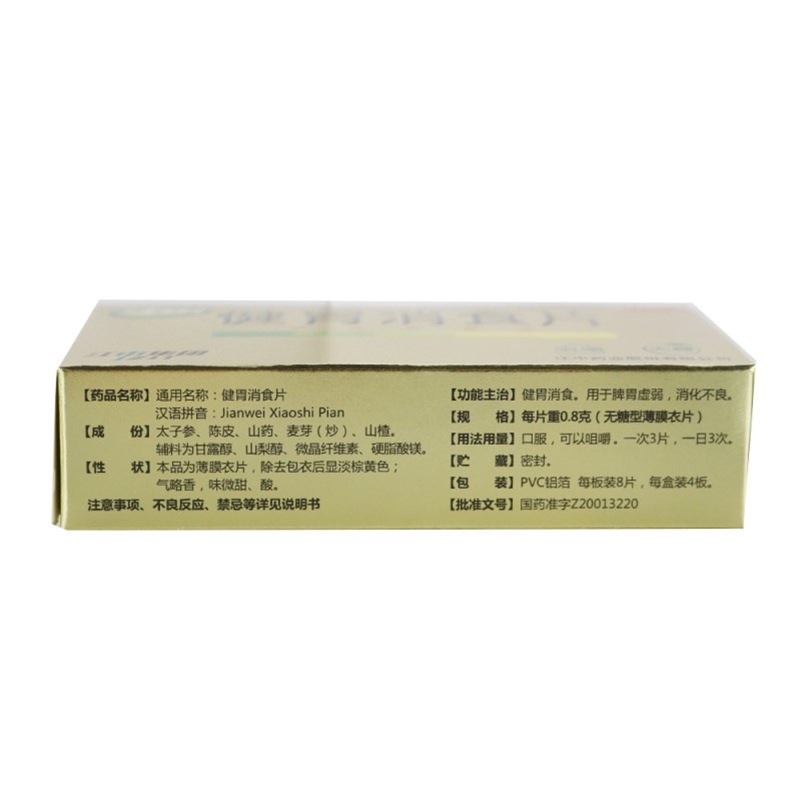 【药品名称】通用名称：健胃消食片
汉语拼音：Jianwei Xiaoshi Pian
【成　份】太子参、陈皮、山药、麦芽（炒）、山楂。
辅料为甘露醇、山梨醇、微晶纤维素、硬脂酸镁。
【性　状】本品为薄膜衣片，除去包衣后显淡棕黄色；
气略香，味微甜、酸。
注意事项、不良反应、禁忌等详见说明书
【功能主治】健胃消食。用于脾胃虚弱，消化不良。
【规　格】每片重0.8克（无糖型薄膜衣片）
【用法用量】口服，可以咀嚼。一次3片，一日3次。
【贮　藏】密封。
【包　装】PVC铝箔 每板装8片，每盒装4板。
【批准文号】国药准字Z20013220